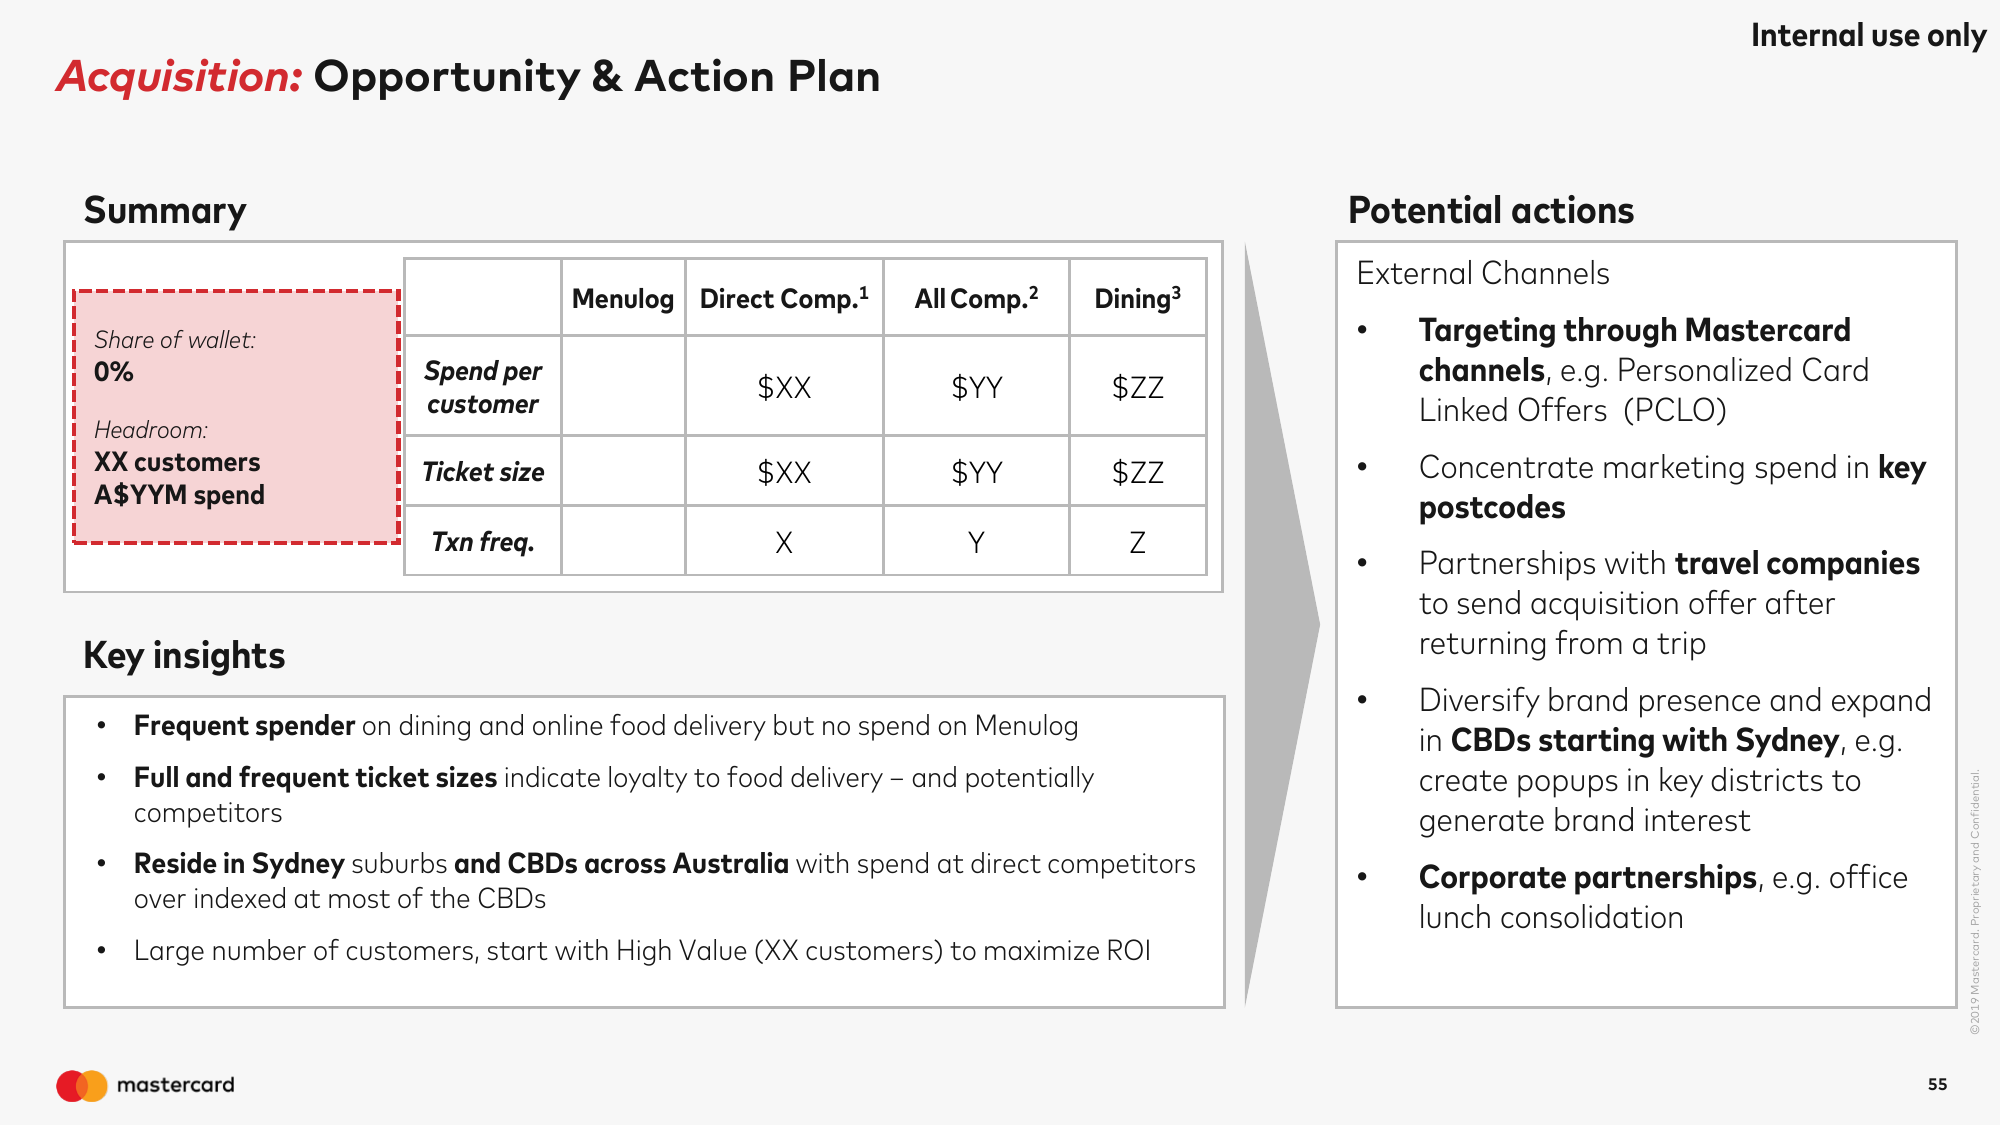 Internal use only
Acquisition: Opportunity & Action Plan
Summary
Share of wallet:
0%
Headroom:
XX customers
A$YYM spend
Menulog Direct Comp.1 All Comp.2 Dining3
Spend per
customer
$XX $YY $ZZ
Ticket size $XX $YY $ZZ
Txn freq. X Y Z
Key insights
• Frequent spender on dining and online food delivery but no spend on Menulog
• Full and frequent ticket sizes indicate loyalty to food delivery – and potentially
competitors
• Reside in Sydney suburbs and CBDs across Australia with spend at direct competitors
over indexed at most of the CBDs
• Large number of customers, start with High Value (XX customers) to maximize ROI
Potential actions
External Channels
• Targeting through Mastercard
channels, e.g. Personalized Card
Linked Offers (PCLO)
• Concentrate marketing spend in key
postcodes
• Partnerships with travel companies
to send acquisition offer after
returning from a trip
• Diversify brand presence and expand
in CBDs starting with Sydney, e.g.
create popups in key districts to
generate brand interest
• Corporate partnerships, e.g. office
lunch consolidation
©2019 Mastercard. Proprietary and Confidential.
mastercard
55